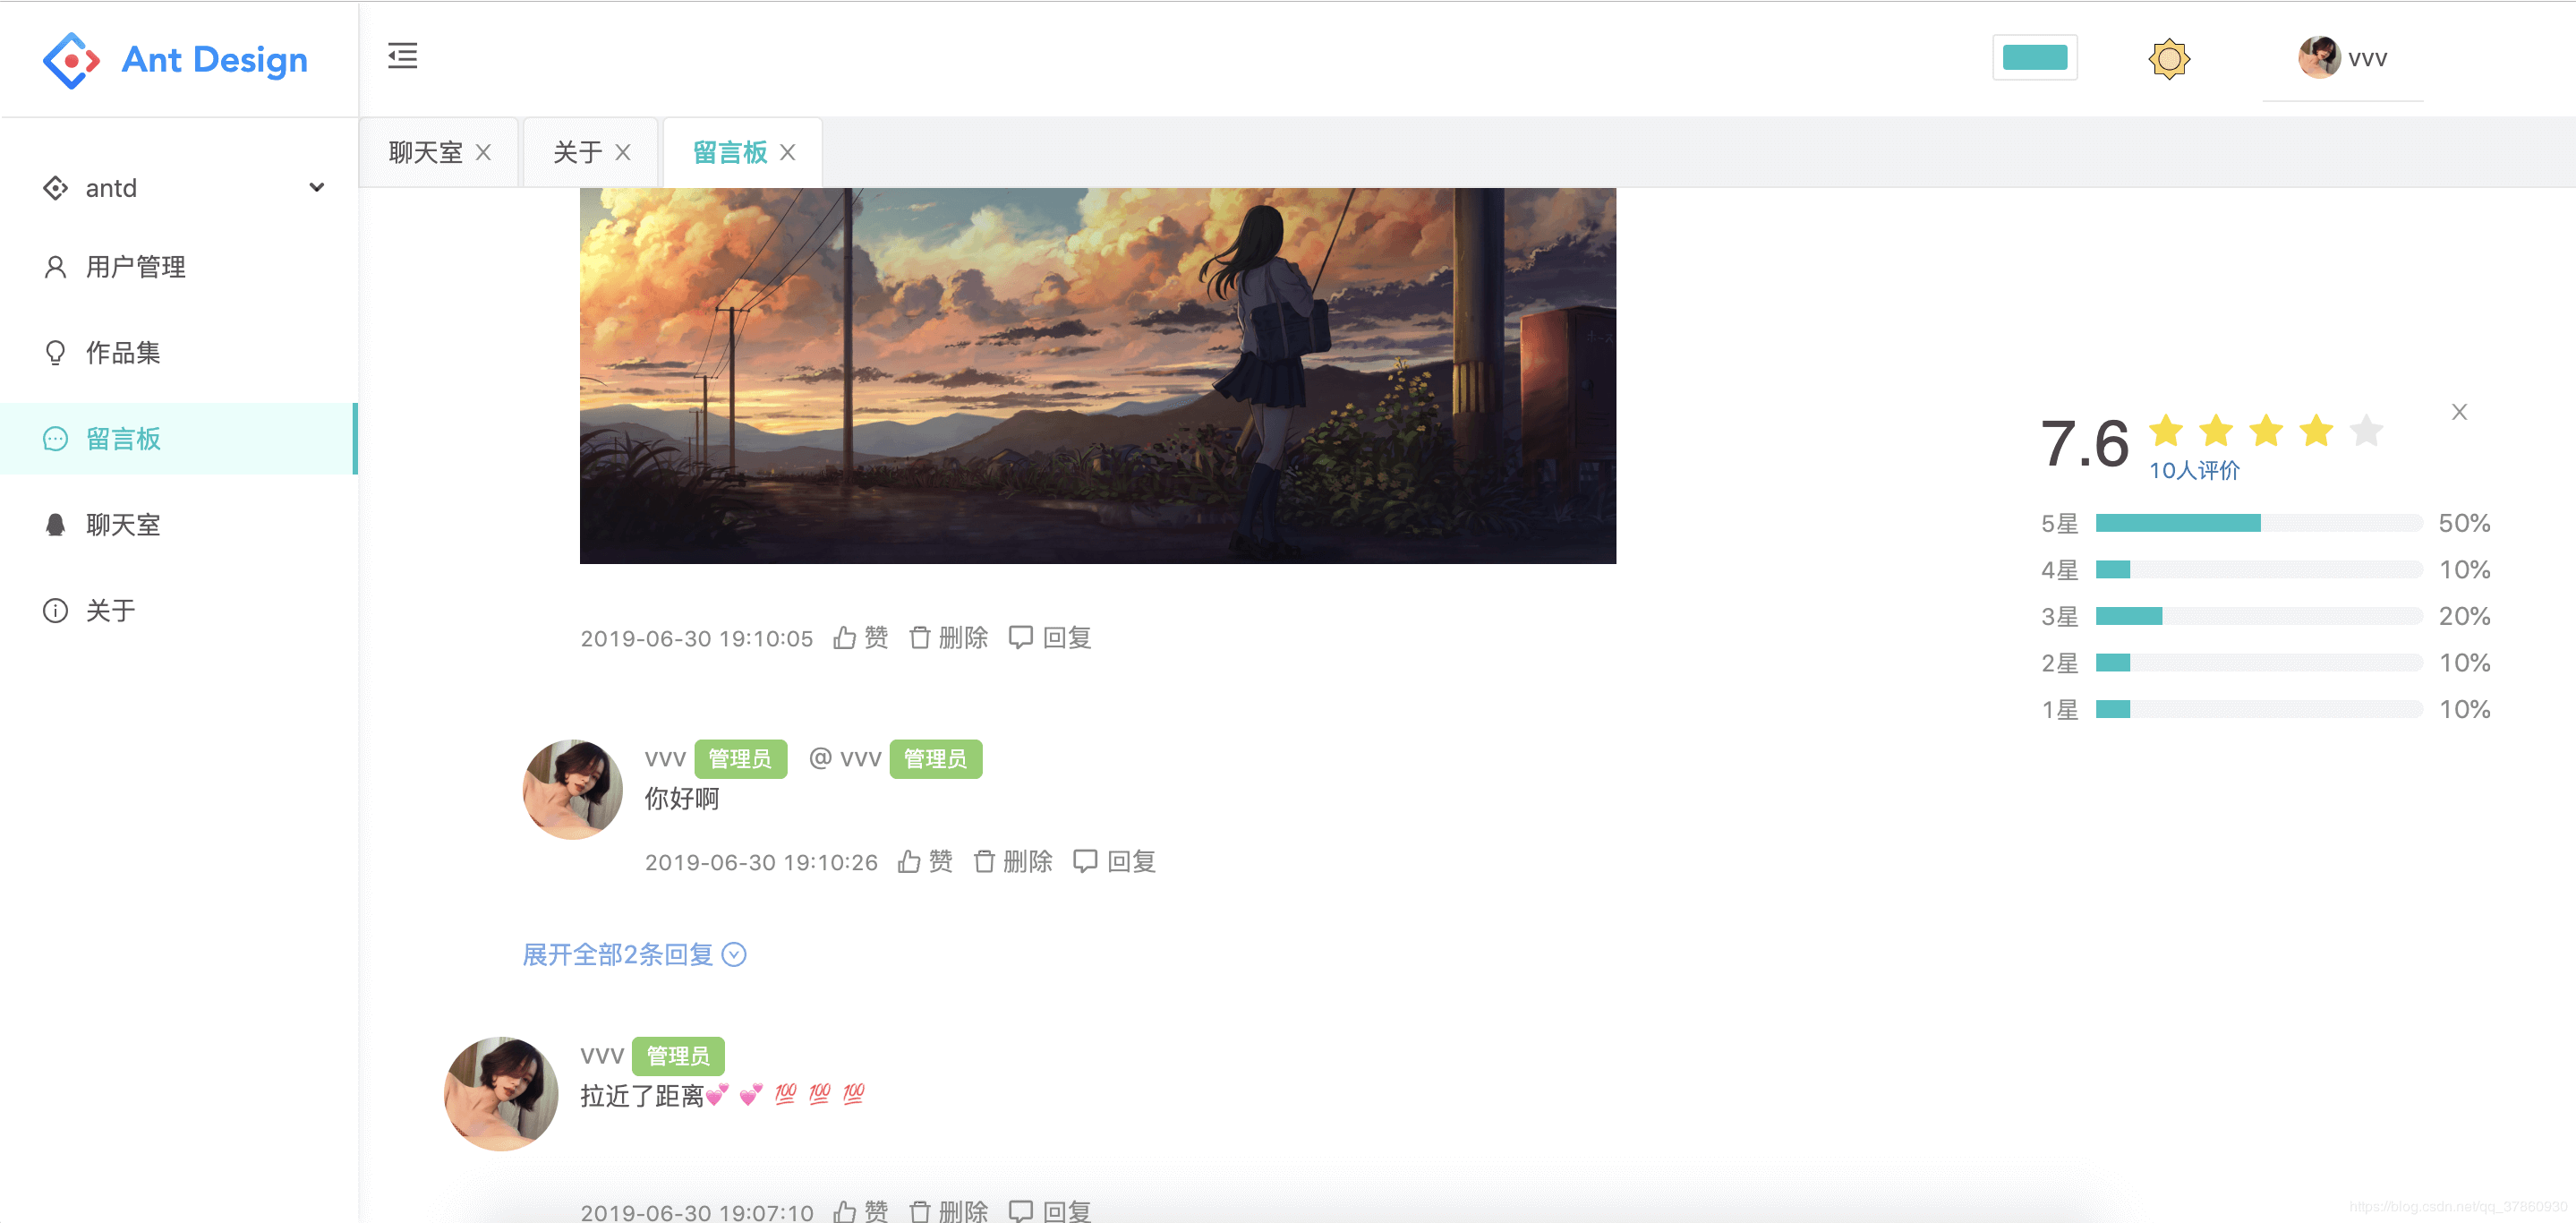 Ant Design
vvv
聊天室 X
关于 X
留言板 X
antd
用户管理
作品集
留言板
聊天室
关于
2019-06-30 19:10:05 赞 删除 回复
vvv 管理员 @ vvv 管理员
你好啊
2019-06-30 19:10:26 赞 删除 回复
展开全部2条回复
vvv 管理员
拉近了距离💕 💕 💯 💯 💯
2019-06-30 19:07:10 赞 删除 回复
X
7.6
10人评价
5星 50%
4星 10%
3星 20%
2星 10%
1星 10%
https://blog.csdn.net/qq_37860930